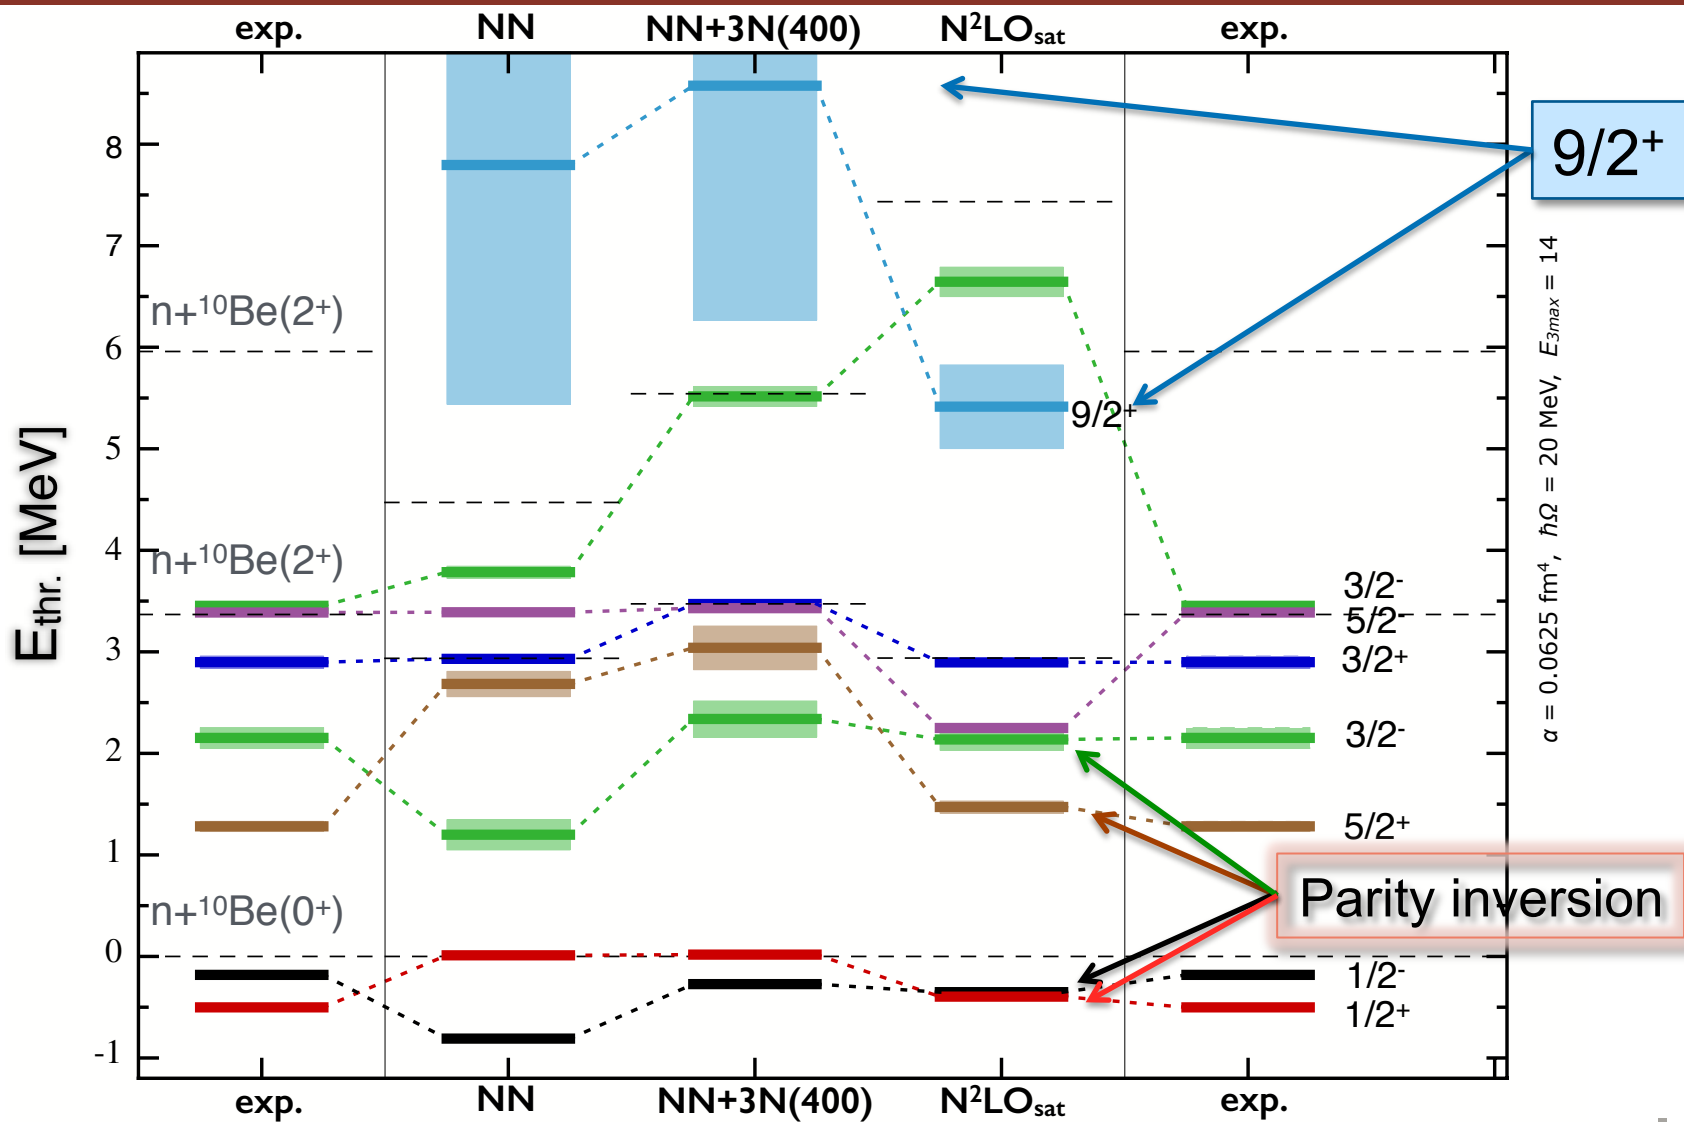 exp. NN NN+3N(400) N²LOsat exp.
8
7
6
5
4
3
2
1
0
-1
Ethr. [MeV]
n+¹⁰Be(2⁺)
n+¹⁰Be(2⁺)
n+¹⁰Be(0⁺)
9/2⁺
9/2⁺
3/2⁻
5/2⁻
3/2⁺
3/2⁻
5/2⁺
Parity inversion
1/2⁻
1/2⁺
α = 0.0625 fm⁴, ℏΩ = 20 MeV, E3max = 14
exp. NN NN+3N(400) N²LOsat exp.